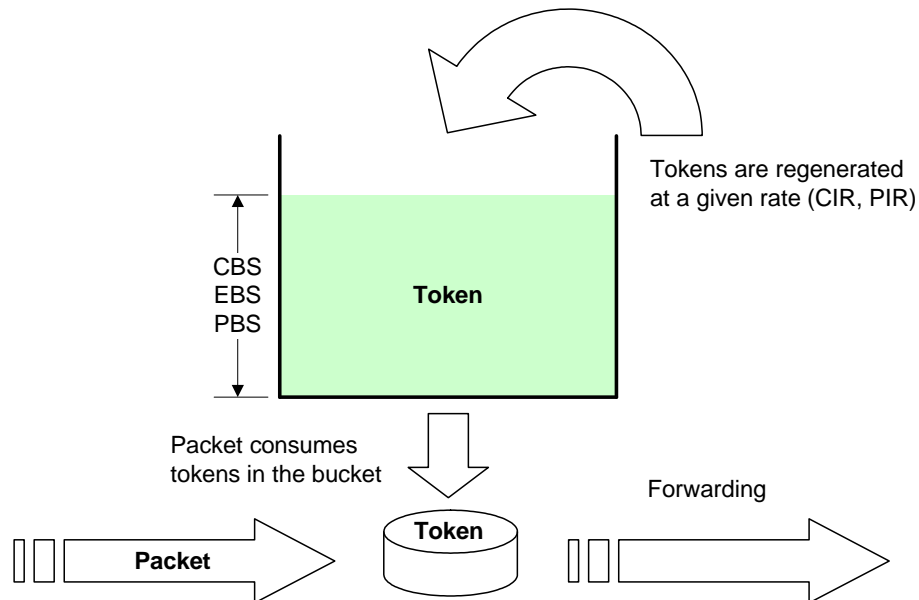 Tokens are regenerated
at a given rate (CIR, PIR)
CBS
EBS
PBS
Token
Packet consumes
tokens in the bucket
Forwarding
Token
Packet